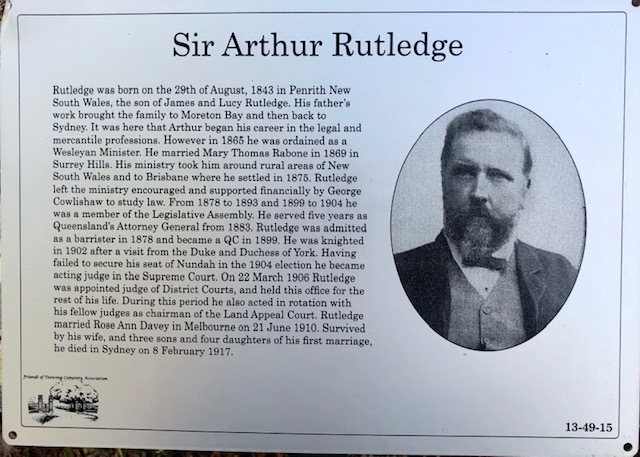 Sir Arthur Rutledge
Rutledge was born on the 29th of August, 1843 in Penrith New
South Wales, the son of James and Lucy Rutledge. His father's
work brought the family to Moreton Bay and then back to
Sydney. It was here that Arthur began his career in the legal and
mercantile professions. However in 1865 he was ordained as a
Wesleyan Minister. He married Mary Thomas Rabone in 1869 in
Surrey Hills. His ministry took him around rural areas of New
South Wales and to Brisbane where he settled in 1875. Rutledge
left the ministry encouraged and supported financially by George
Cowlishaw to study law. From 1878 to 1893 and 1899 to 1904 he
was a member of the Legislative Assembly. He served five years as
Queensland's Attorney General from 1883. Rutledge was admitted
as a barrister in 1878 and became a QC in 1899. He was knighted
in 1902 after a visit from the Duke and Duchess of York. Having
failed to secure his seat of Nundah in the 1904 election he became
acting judge in the Supreme Court. On 22 March 1906 Rutledge
was appointed judge of District Courts, and held this office for the
rest of his life. During this period he also acted in rotation with
his fellow judges as chairman of the Land Appeal Court. Rutledge
married Rose Ann Davey in Melbourne on 21 June 1910. Survived
by his wife, and three sons and four daughters of his first marriage,
he died in Sydney on 8 February 1917.
Friends of Toowong Cemetery Association
13-49-15